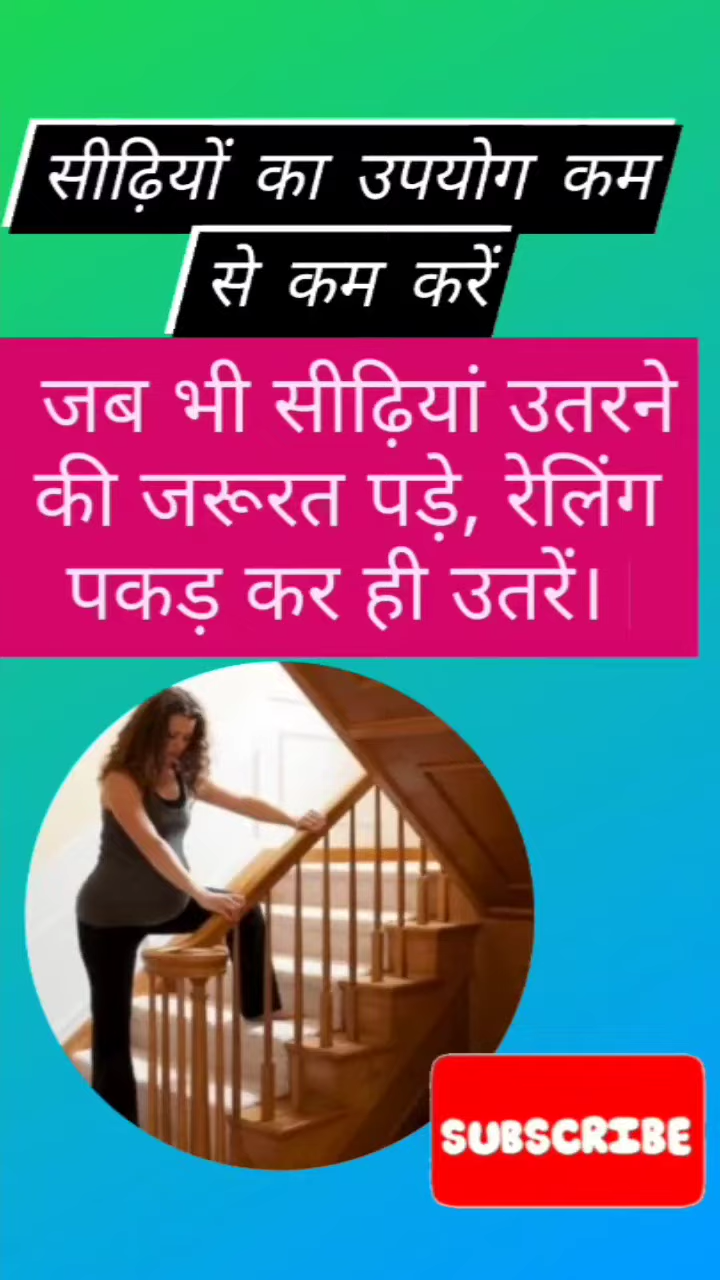 सीढ़ियों का उपयोग कम
से कम करें
जब भी सीढ़ियां उतरने
की जरूरत पड़े, रेलिंग
पकड़ कर ही उतरें।
SUBSCRIBE